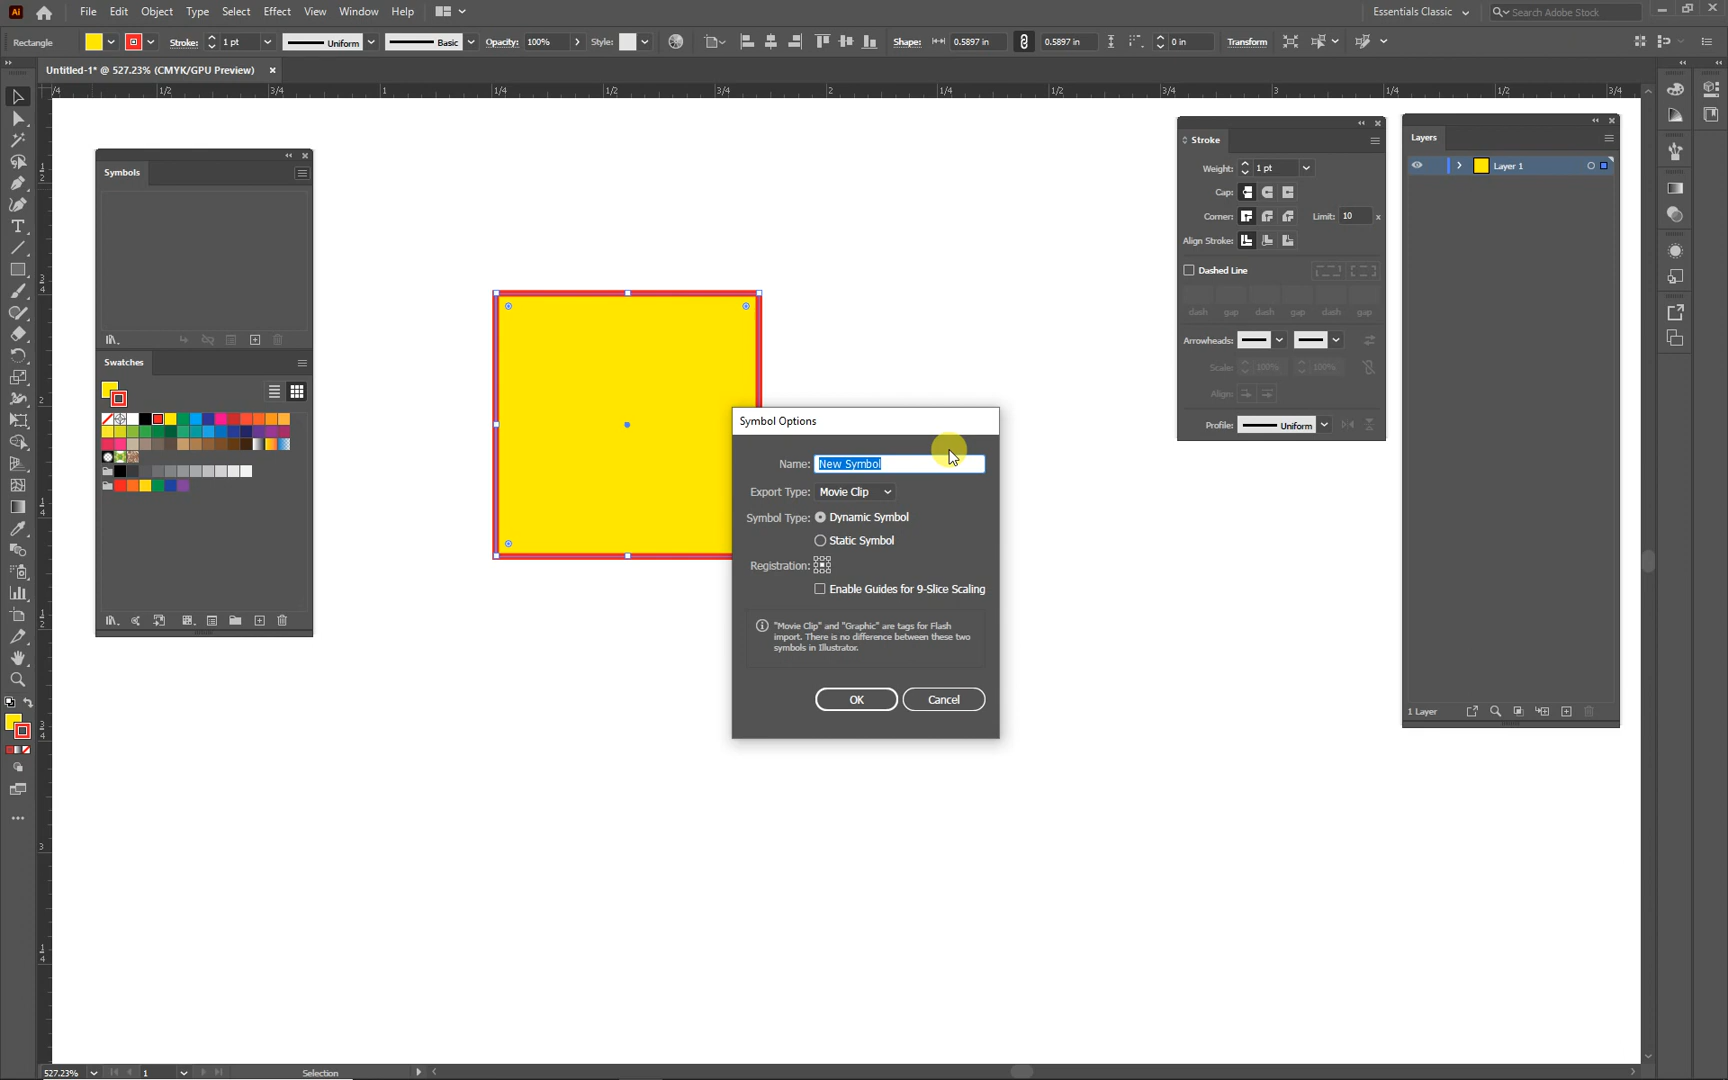 Ai File Edit Object Type Select Effect View Window Help Essentials Classic Search Adobe Stock
Rectangle Stroke: 1 pt Uniform Basic Opacity: 100% Style: Shape: 0.5897 in 0.5897 in 0 in Transform
Untitled-1* @ 527.23% (CMYK/GPU Preview) ×
1/4 1/2 3/4 1 1/4 1/2 3/4 2 1/4 1/2 3/4 3 1/4 1/2 3/4
Symbols
Swatches
Stroke
Weight: 1 pt
Cap:
Corner: Limit: 10 x
Align Stroke:
Dashed Line
dash gap dash gap dash gap
Arrowheads:
Scale: 100% 100%
Align:
Profile: Uniform
Layers
Layer 1
1 Layer
Symbol Options
Name: New Symbol
Export Type: Movie Clip
Symbol Type: Dynamic Symbol
Static Symbol
Registration:
Enable Guides for 9-Slice Scaling
"Movie Clip" and "Graphic" are tags for Flash
import. There is no difference between these two
symbols in Illustrator.
OK Cancel
527.23% 1 Selection